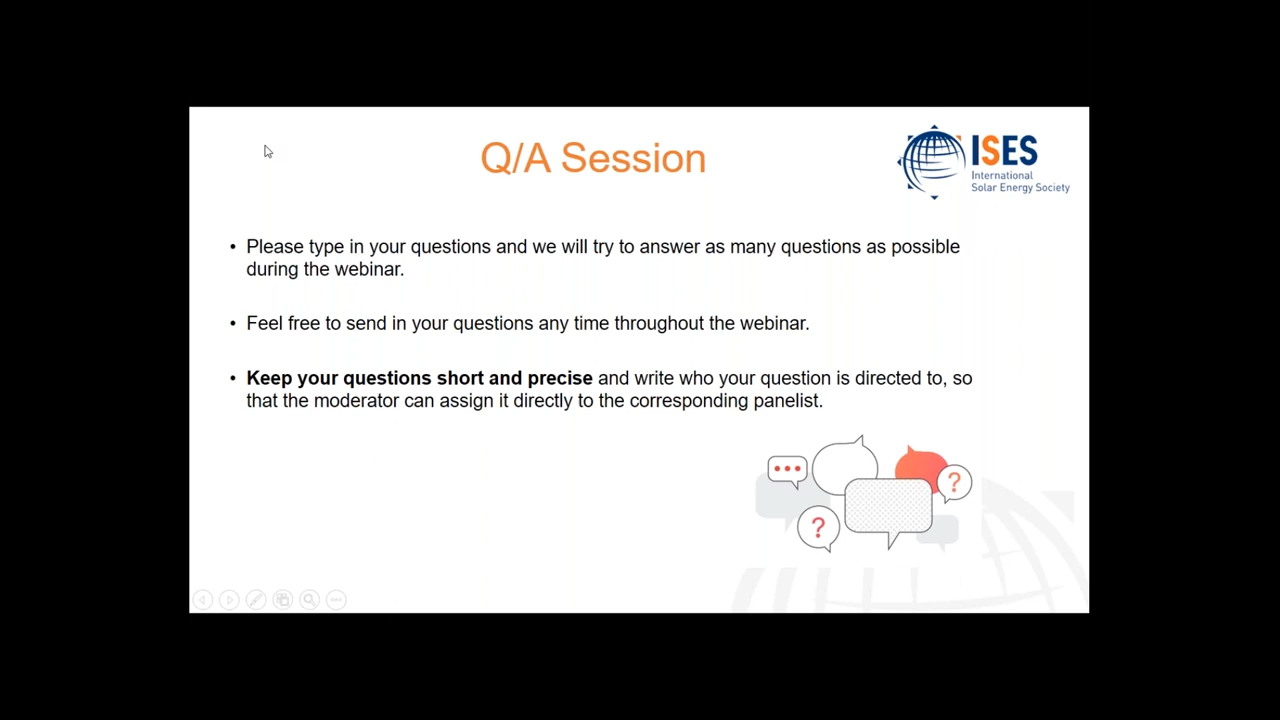 Q/A Session
ISES
International
Solar Energy Society
• Please type in your questions and we will try to answer as many questions as possible
during the webinar.
• Feel free to send in your questions any time throughout the webinar.
• Keep your questions short and precise and write who your question is directed to, so
that the moderator can assign it directly to the corresponding panelist.
?
?